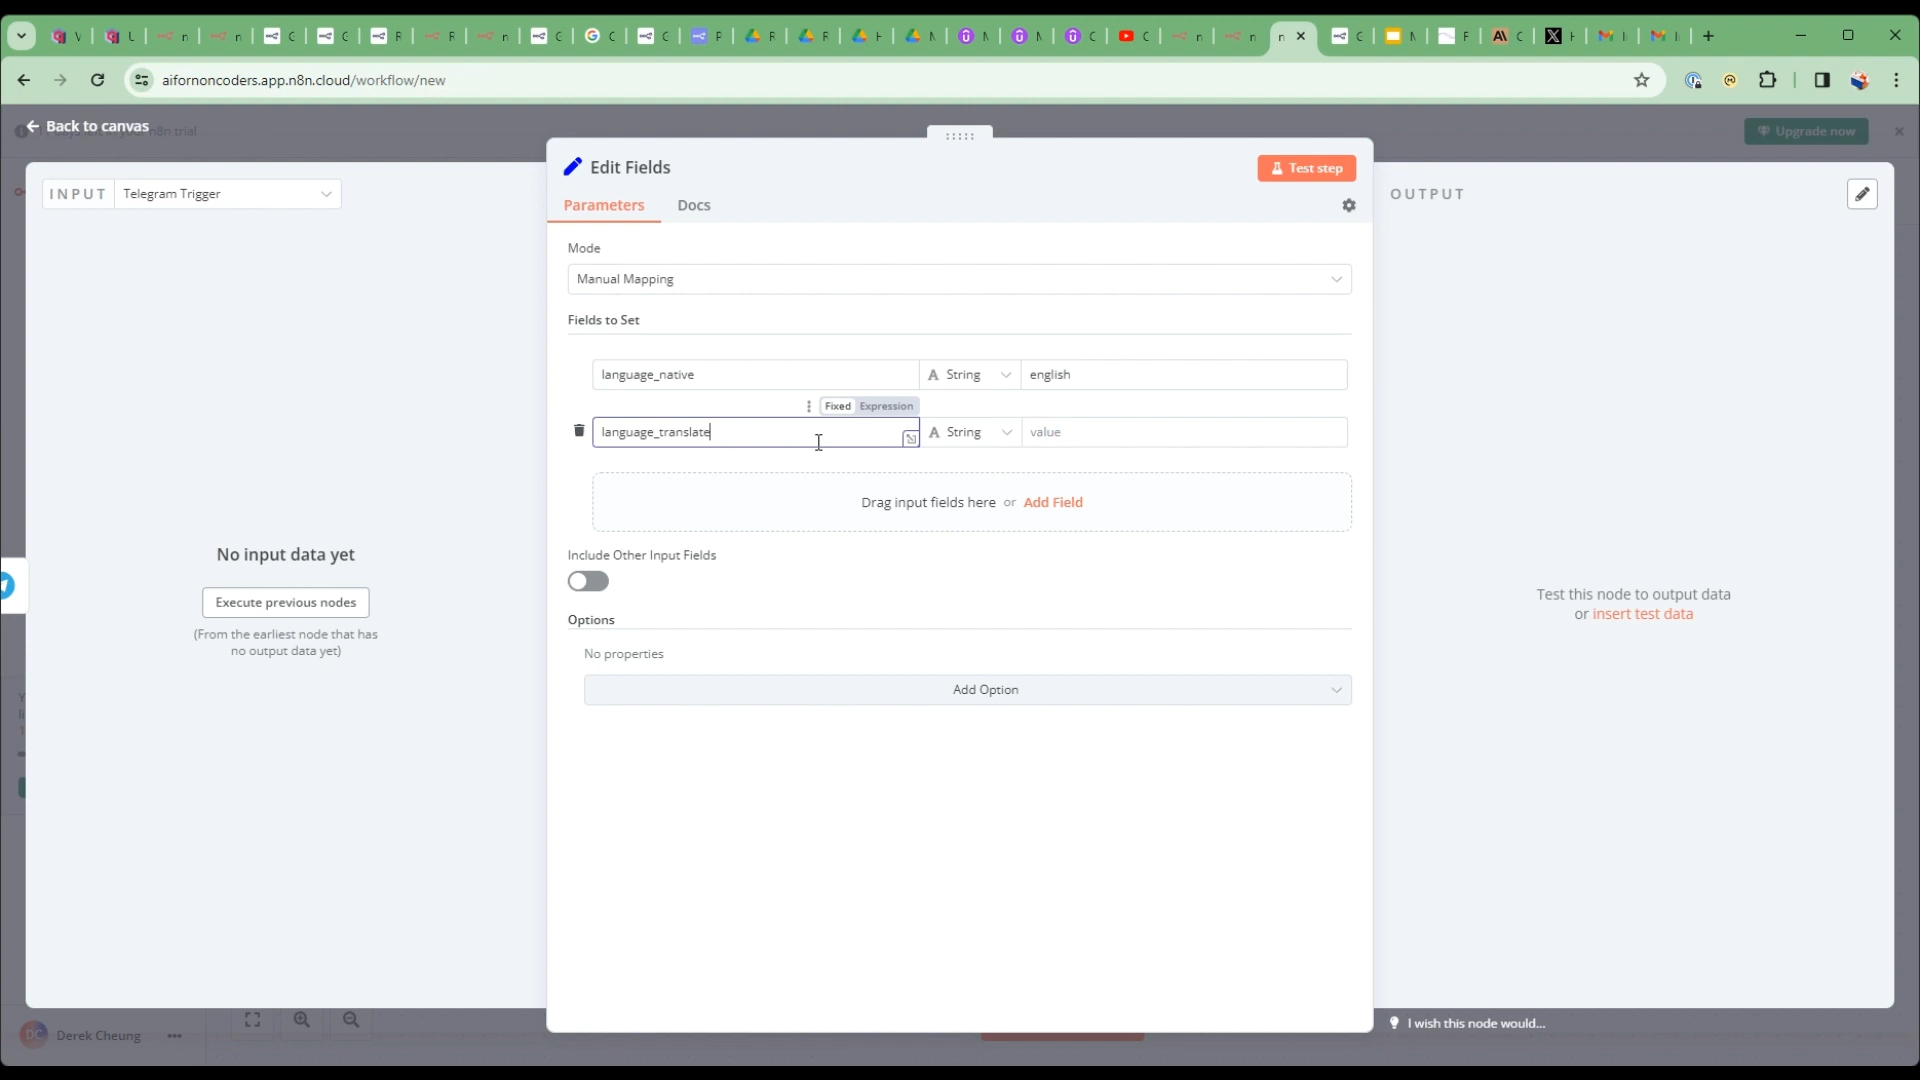 aifornoncoders.app.n8n.cloud/workflow/new
Back to canvas
n8n trial
Upgrade now
INPUT Telegram Trigger
Edit Fields
Test step
OUTPUT
Parameters Docs
Mode
Manual Mapping
Fields to Set
language_native String english
Fixed Expression
language_translate String value
Drag input fields here or Add Field
Include Other Input Fields
No input data yet
Execute previous nodes
(From the earliest node that has
no output data yet)
Test this node to output data
or insert test data
Options
No properties
Add Option
Derek Cheung
I wish this node would...